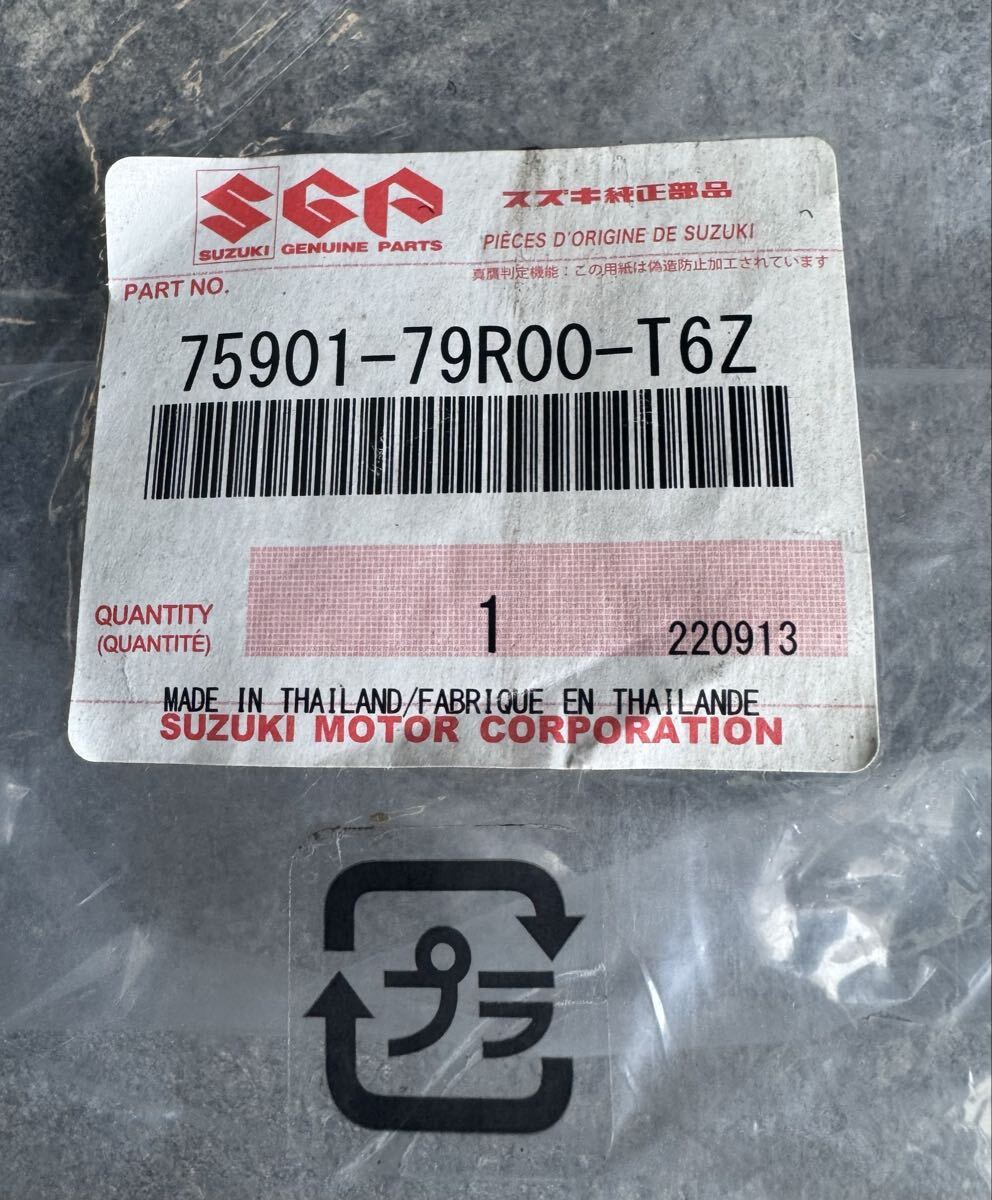 SGP
SUZUKI GENUINE PARTS
スズキ純正部品
PIÈCES D'ORIGINE DE SUZUKI
真贋判定機能：この用紙は偽造防止加工されています
PART NO.
75901-79R00-T6Z
QUANTITY
(QUANTITÉ)
1
220913
MADE IN THAILAND/FABRIQUE EN THAILANDE
SUZUKI MOTOR CORPORATION
プラ